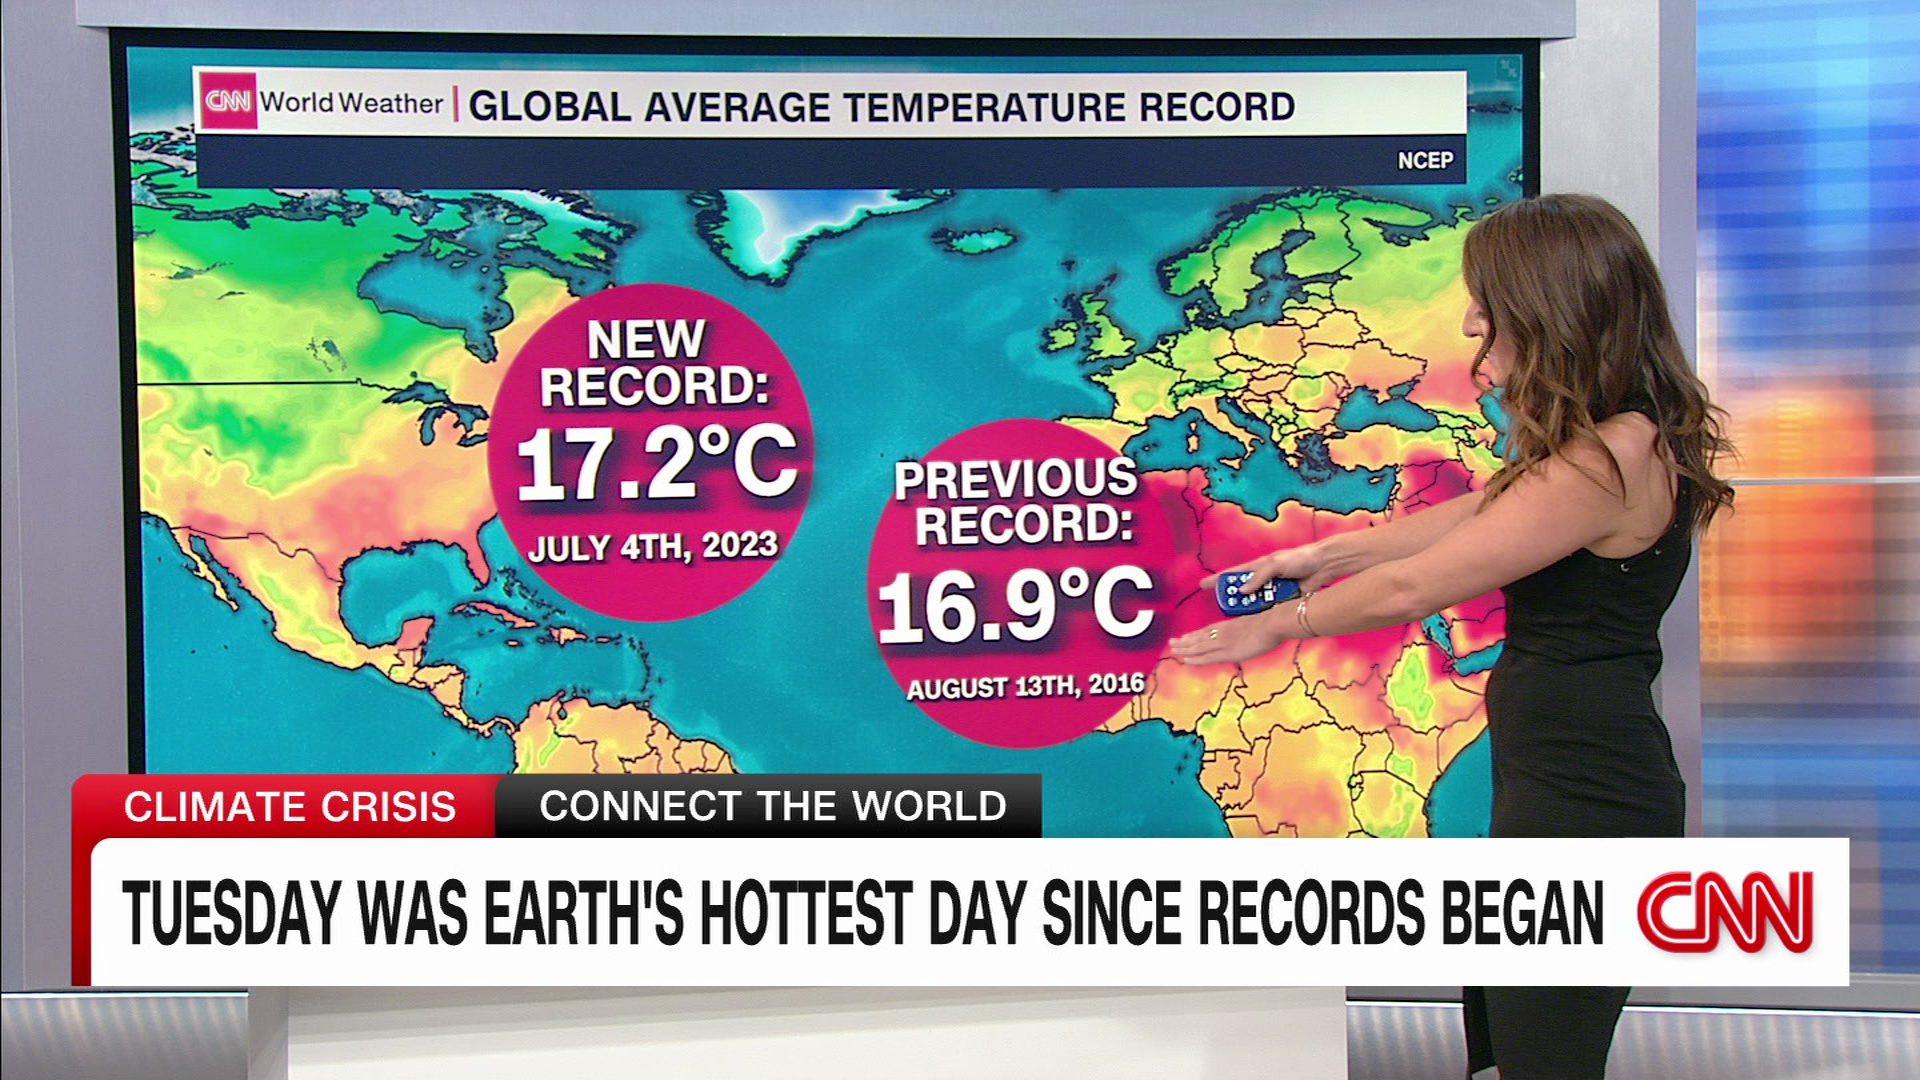 CNN World Weather | GLOBAL AVERAGE TEMPERATURE RECORD
NCEP
NEW
RECORD:
17.2°C
JULY 4TH, 2023
PREVIOUS
RECORD:
16.9°C
AUGUST 13TH, 2016
CLIMATE CRISIS
CONNECT THE WORLD
TUESDAY WAS EARTH'S HOTTEST DAY SINCE RECORDS BEGAN
CNN